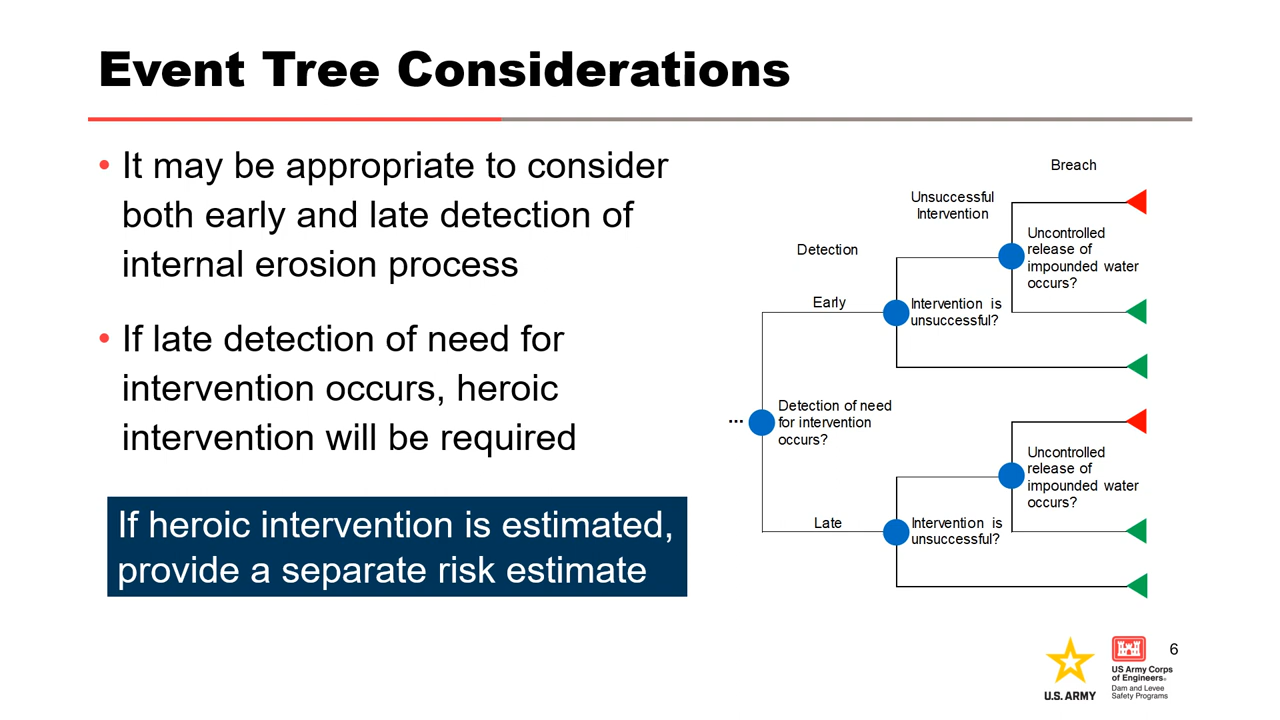 Event Tree Considerations
• It may be appropriate to consider
both early and late detection of
internal erosion process
• If late detection of need for
intervention occurs, heroic
intervention will be required
If heroic intervention is estimated,
provide a separate risk estimate
Breach
Unsuccessful
Intervention
Detection
Uncontrolled
release of
impounded water
occurs?
Early
Intervention is
unsuccessful?
...
Detection of need
for intervention
occurs?
Uncontrolled
release of
impounded water
occurs?
Late
Intervention is
unsuccessful?
U.S. ARMY
US Army Corps
of Engineers®
Dam and Levee
Safety Programs
6